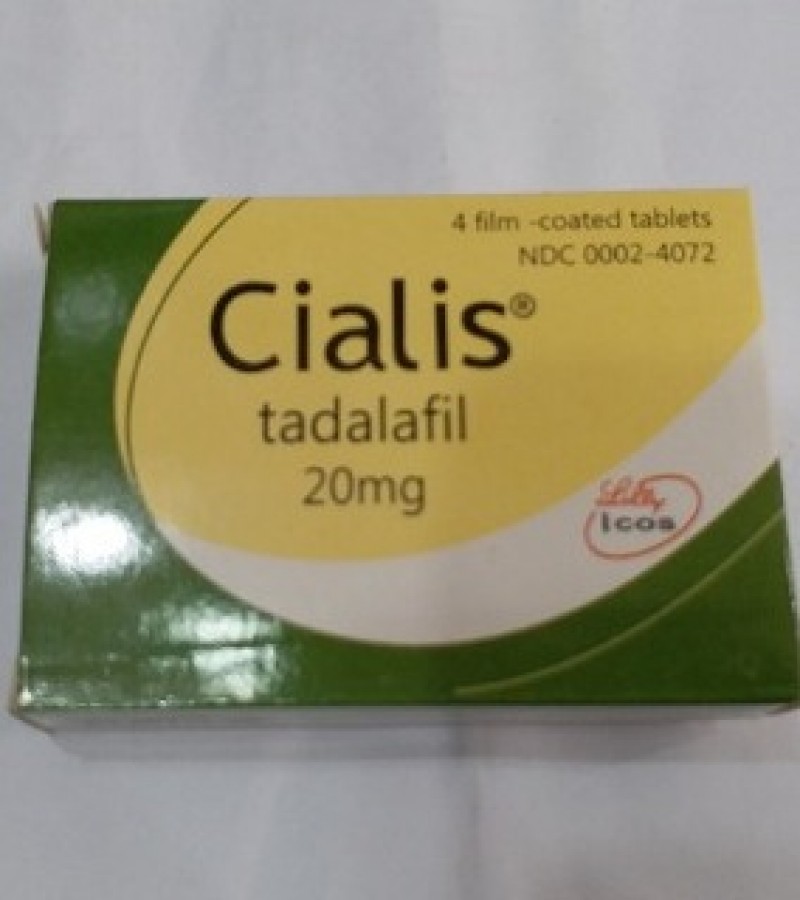 4 film -coated tablets
NDC 0002-4072
Cialis®
tadalafil
20mg
Lilly
Icos